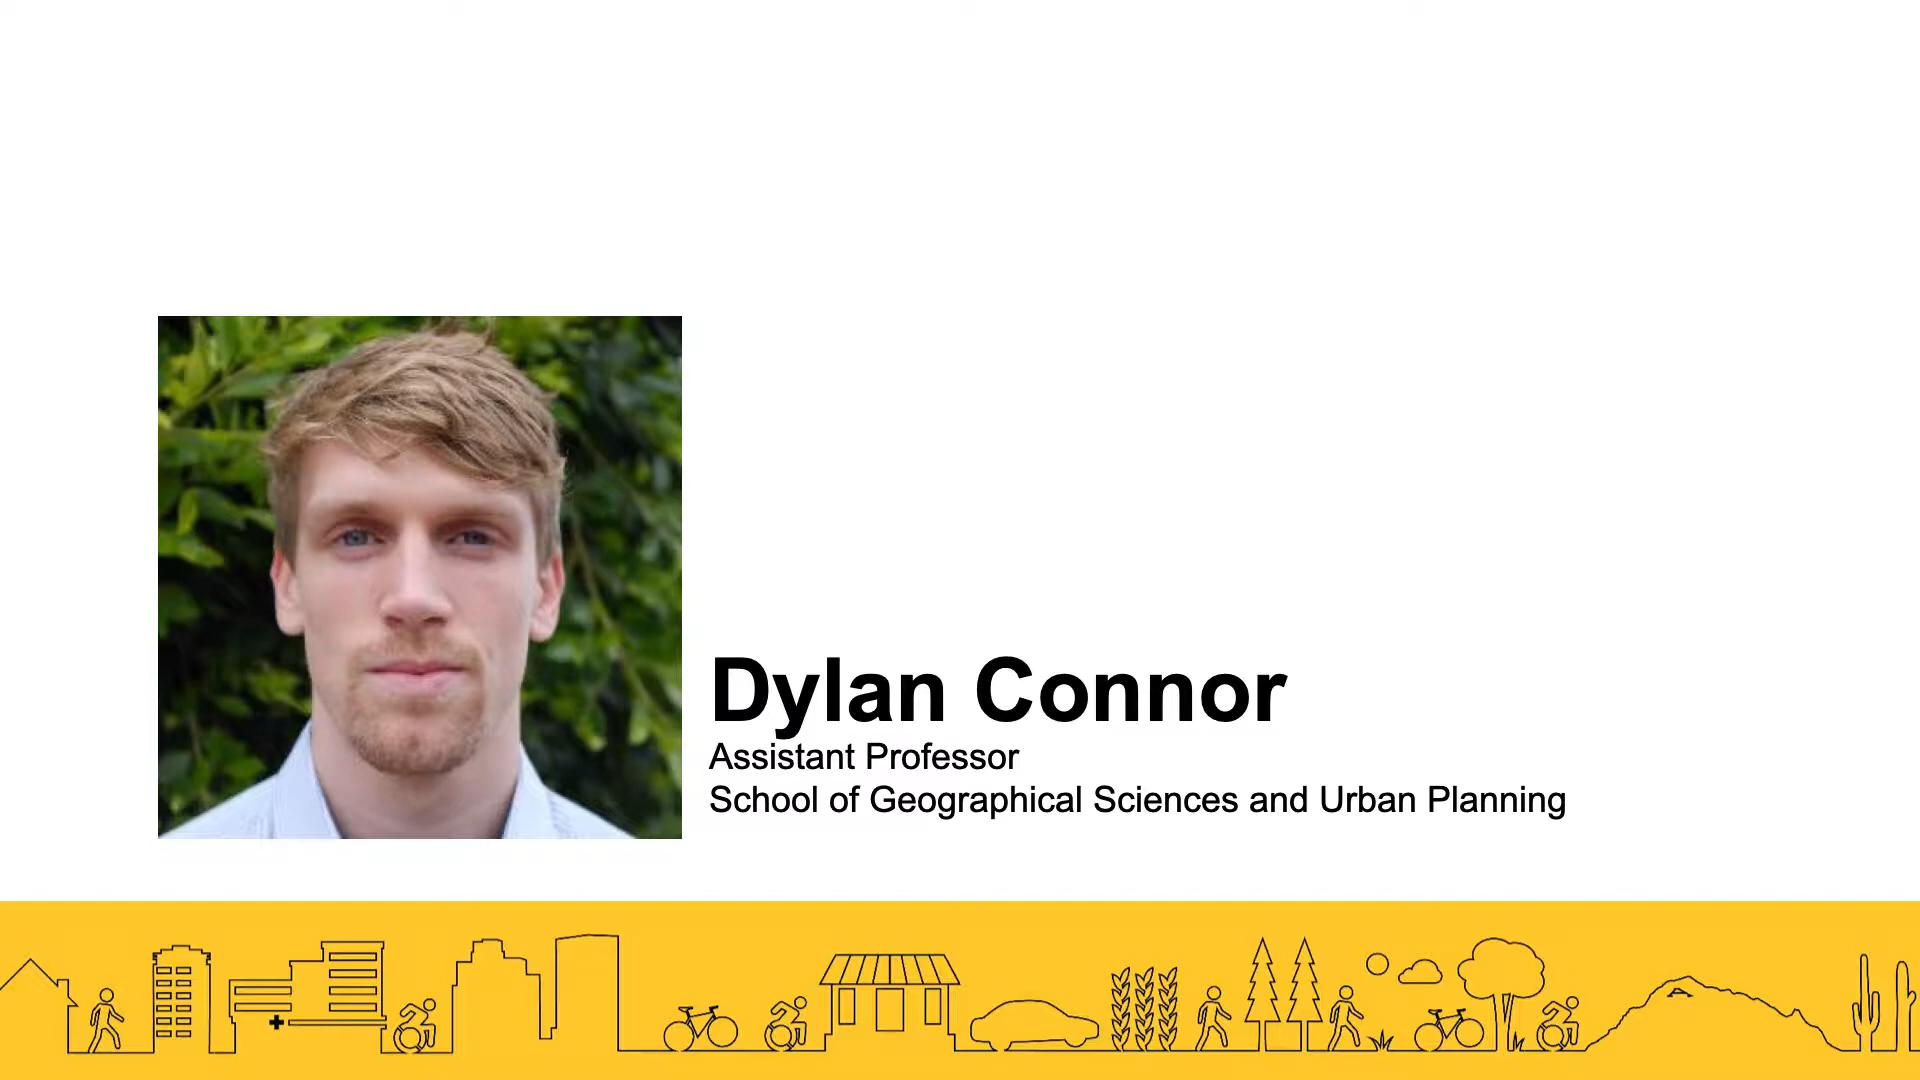 Dylan Connor
Assistant Professor
School of Geographical Sciences and Urban Planning